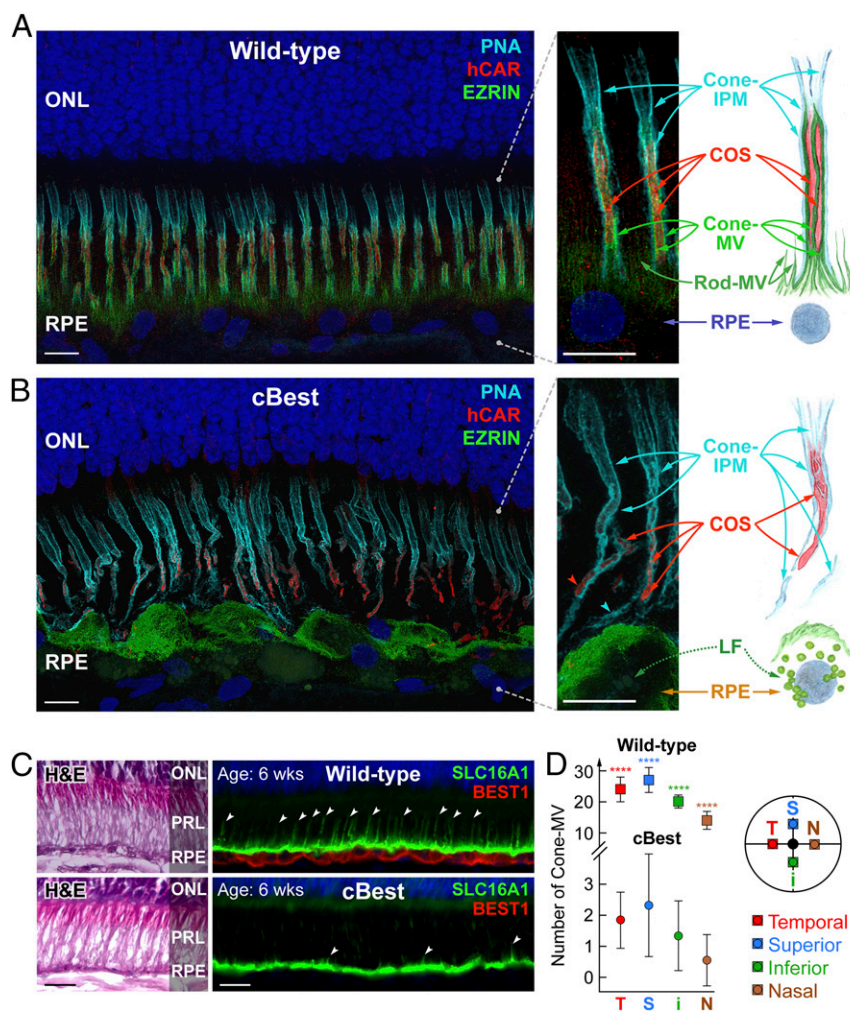 A
Wild-type
PNA
hCAR
EZRIN
ONL
RPE
Cone-
IPM
COS
Cone-
MV
Rod-MV
RPE
B
cBest
PNA
hCAR
EZRIN
ONL
RPE
Cone-
IPM
COS
LF
RPE
C
H&E
ONL
PRL
RPE
Age: 6 wks
Wild-type
SLC16A1
BEST1
H&E
ONL
PRL
RPE
Age: 6 wks
cBest
SLC16A1
BEST1
D
Wild-type
**** **** **** ****
30
20
10
cBest
3
2
1
0
Number of Cone-MV
T S i N
S
T N
i
Temporal
Superior
Inferior
Nasal